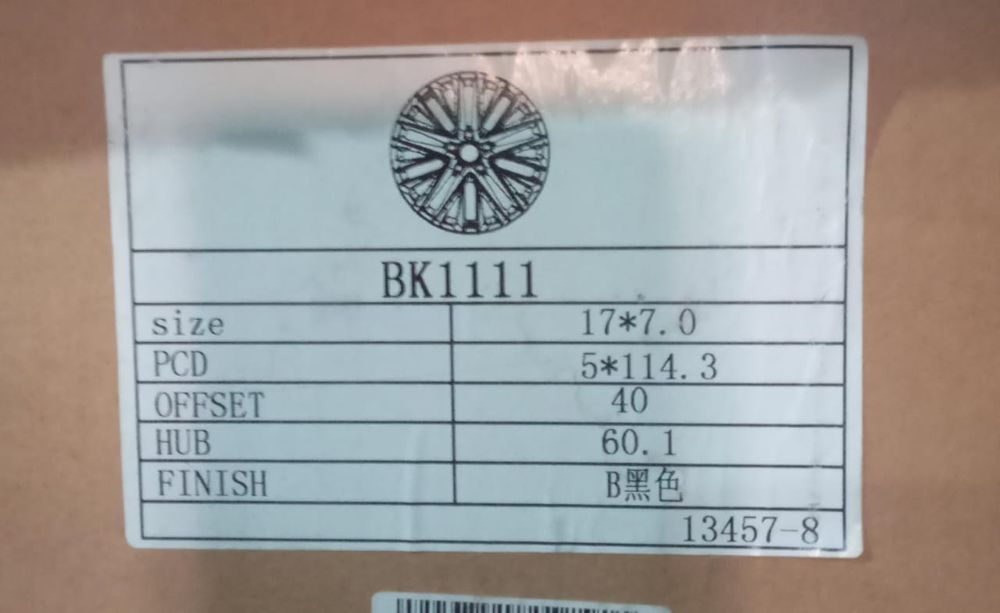 BK1111
size 17*7.0
PCD 5*114.3
OFFSET 40
HUB 60.1
FINISH B黑色
13457-8